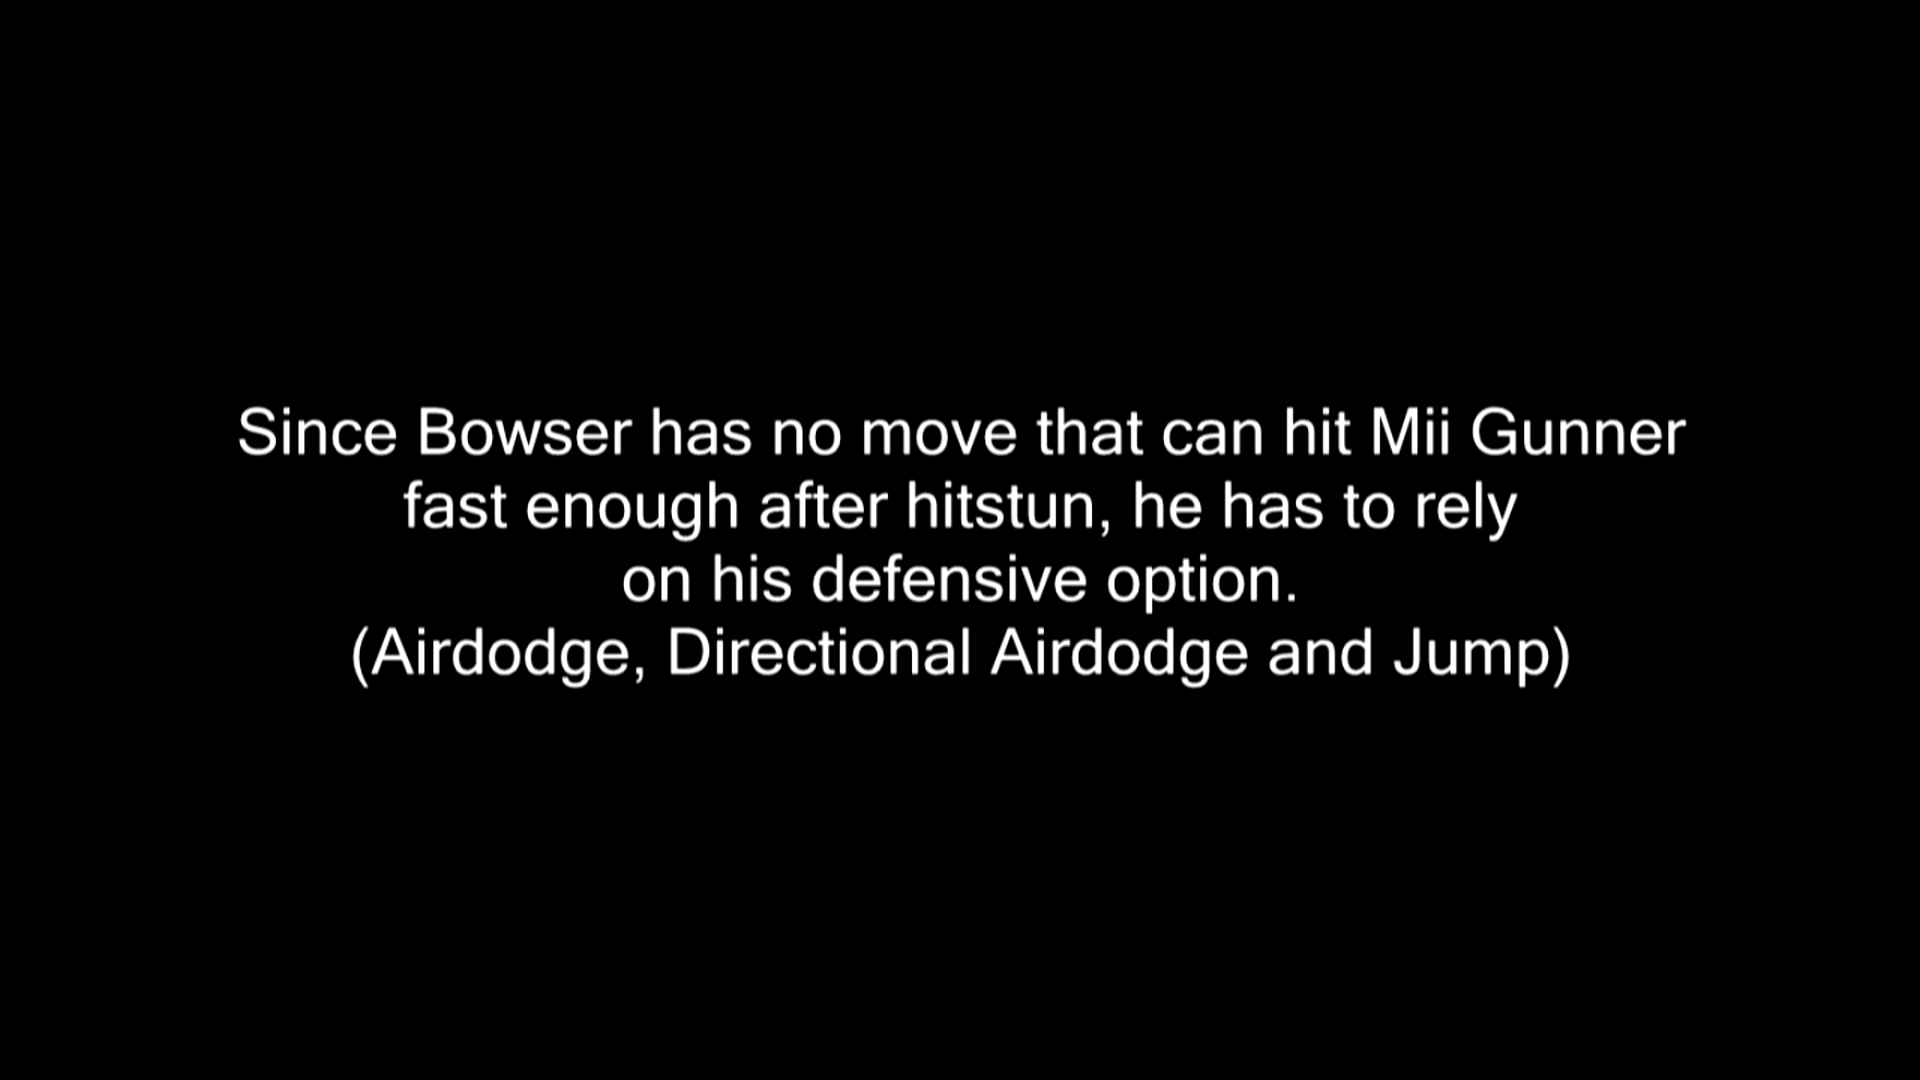 Since Bowser has no move that can hit Mii Gunner
fast enough after hitstun, he has to rely
on his defensive option.
(Airdodge, Directional Airdodge and Jump)